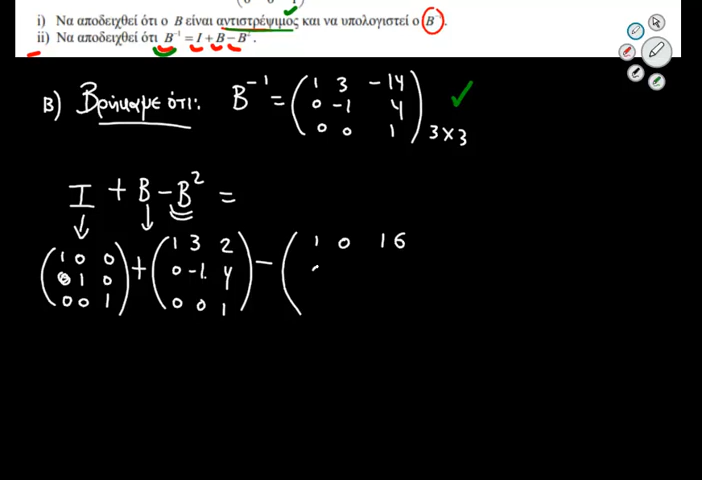 i) Να αποδειχθεί ότι ο B είναι αντιστρέψιμος και να υπολογιστεί ο B⁻¹.
ii) Να αποδειχθεί ότι B⁻¹ = I + B − B².
B) Βρήκαμε ότι: B⁻¹ = ( 1 3 -14
0 -1 4
0 0 1 ) 3x3
I + B − B² =
( 1 0 0
0 1 0
0 0 1 ) + ( 1 3 2
0 -1 4
0 0 1 ) − ( 1 0 16